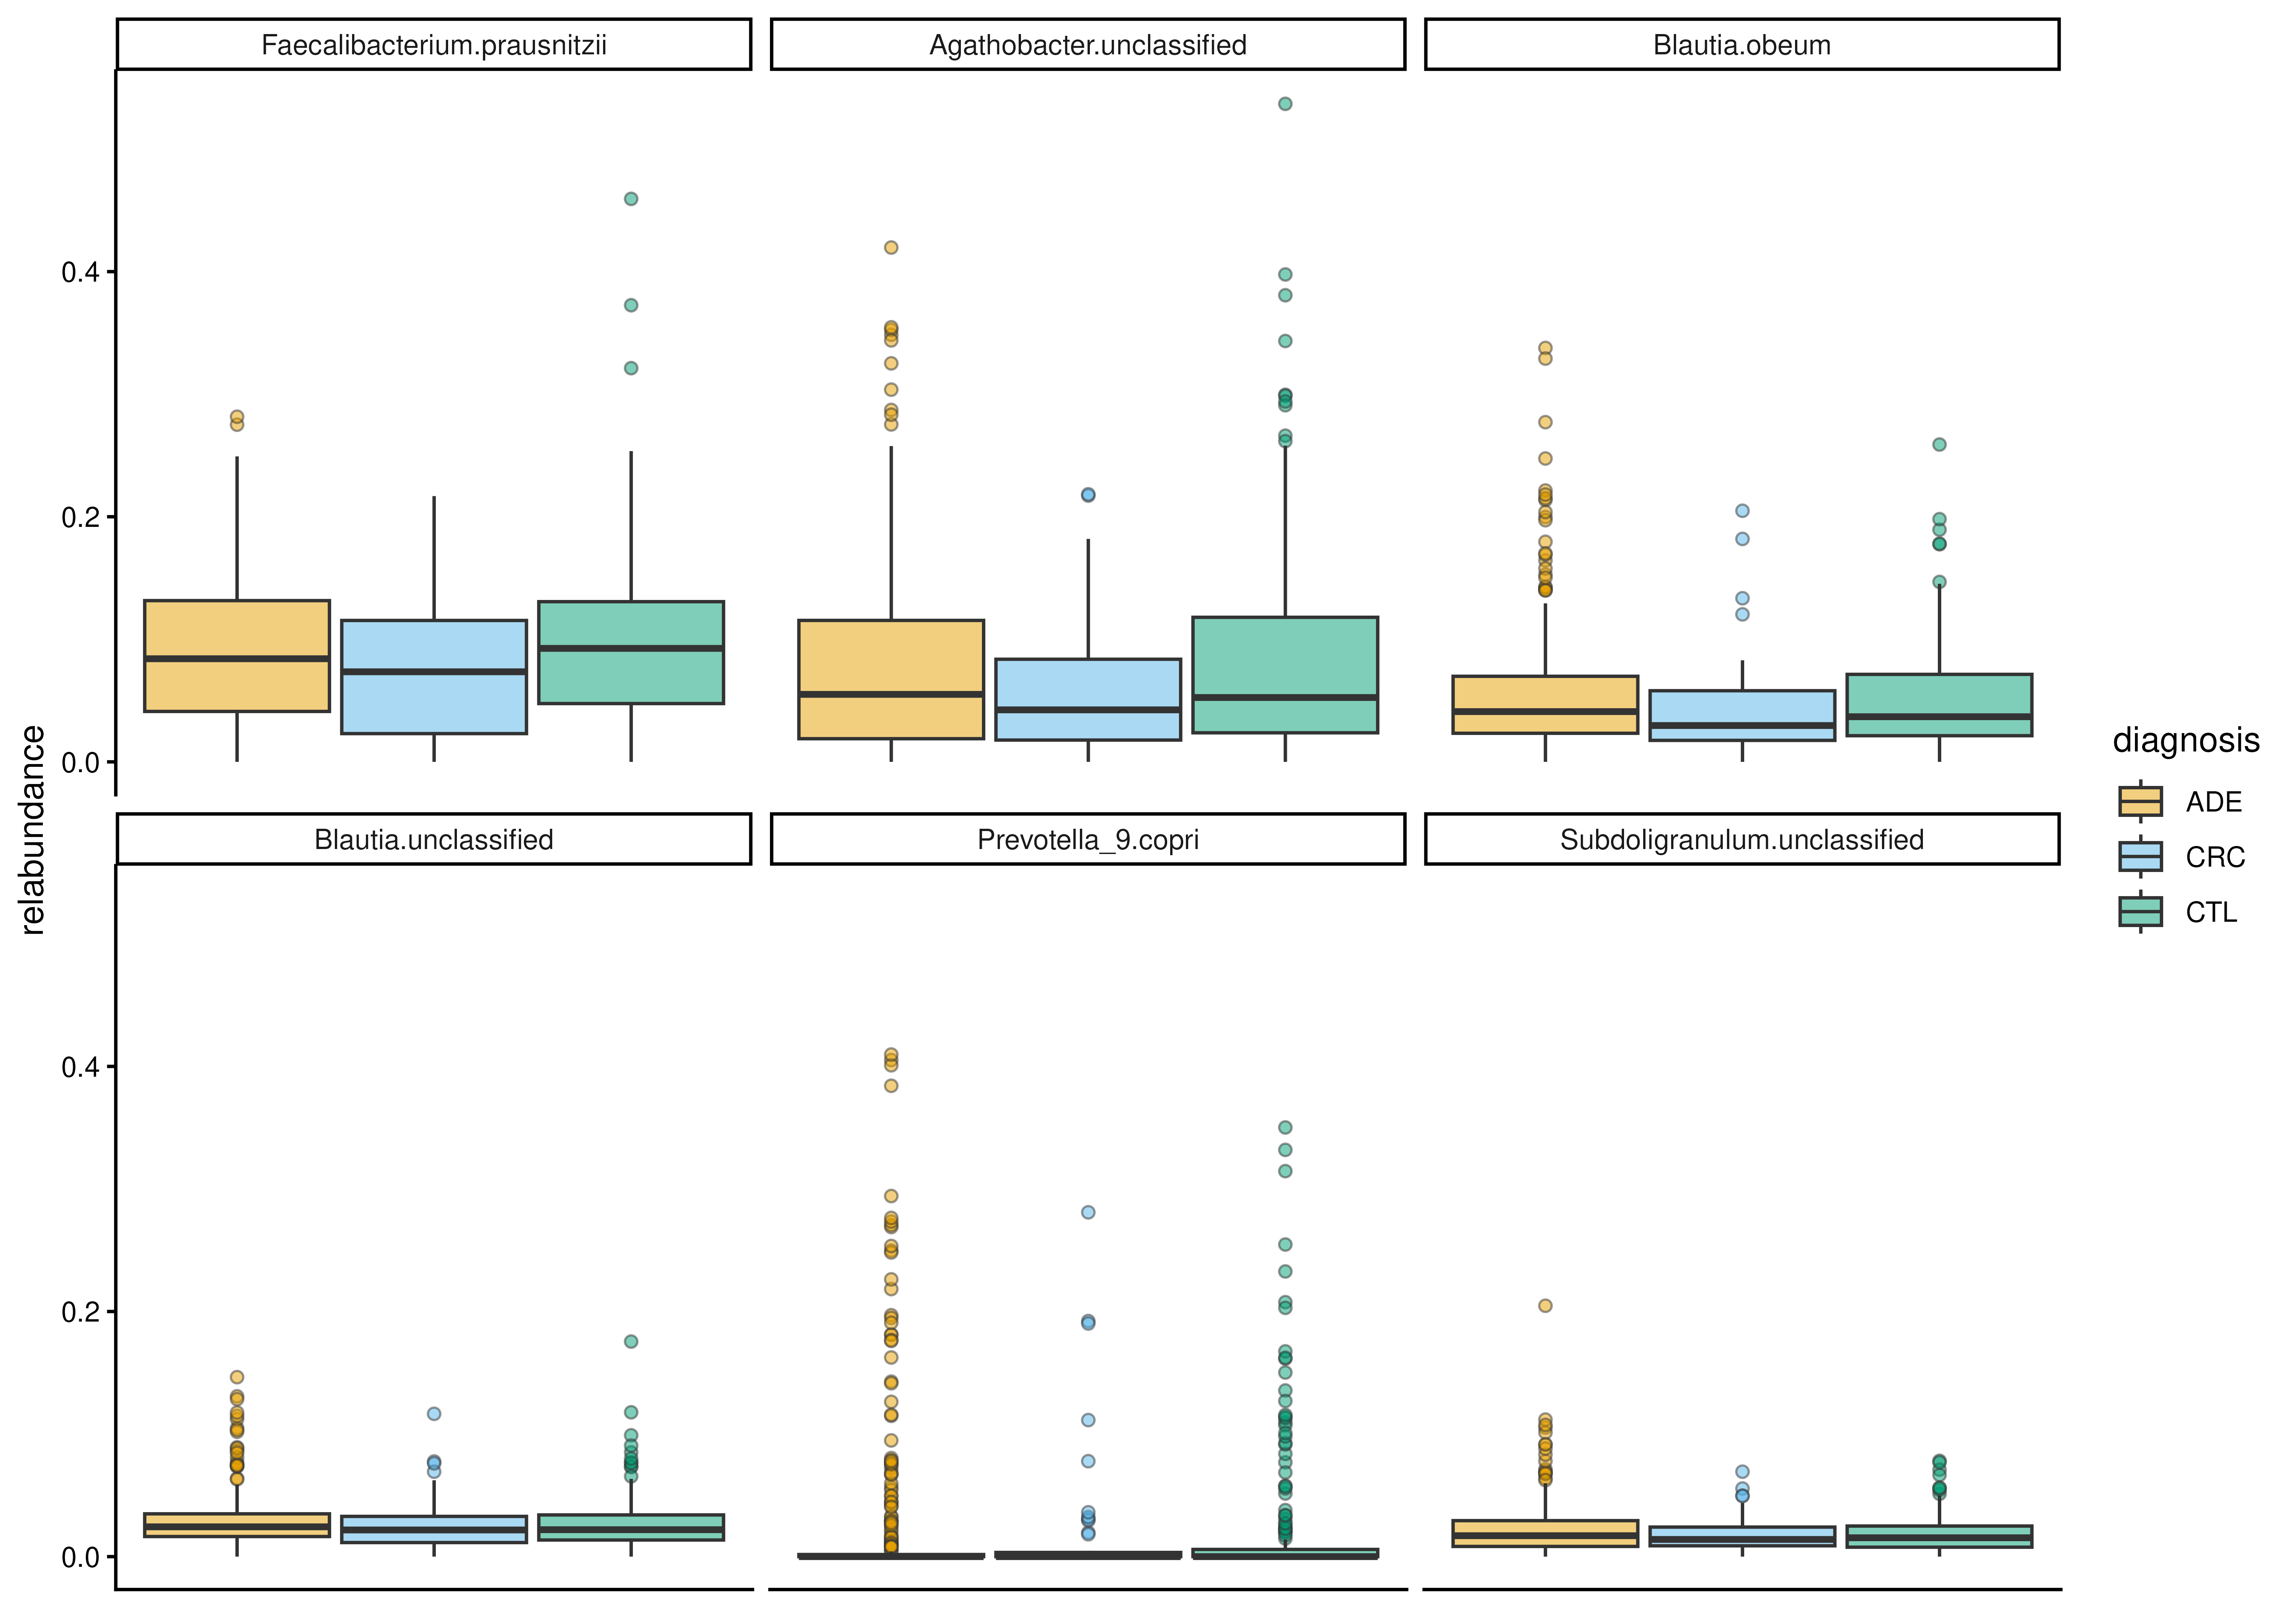 Faecalibacterium.prausnitzii
Agathobacter.unclassified
Blautia.obeum
0.4
0.2
0.0
Blautia.unclassified
Prevotella_9.copri
Subdoligranulum.unclassified
0.4
0.2
0.0
relabundance
diagnosis
ADE
CRC
CTL